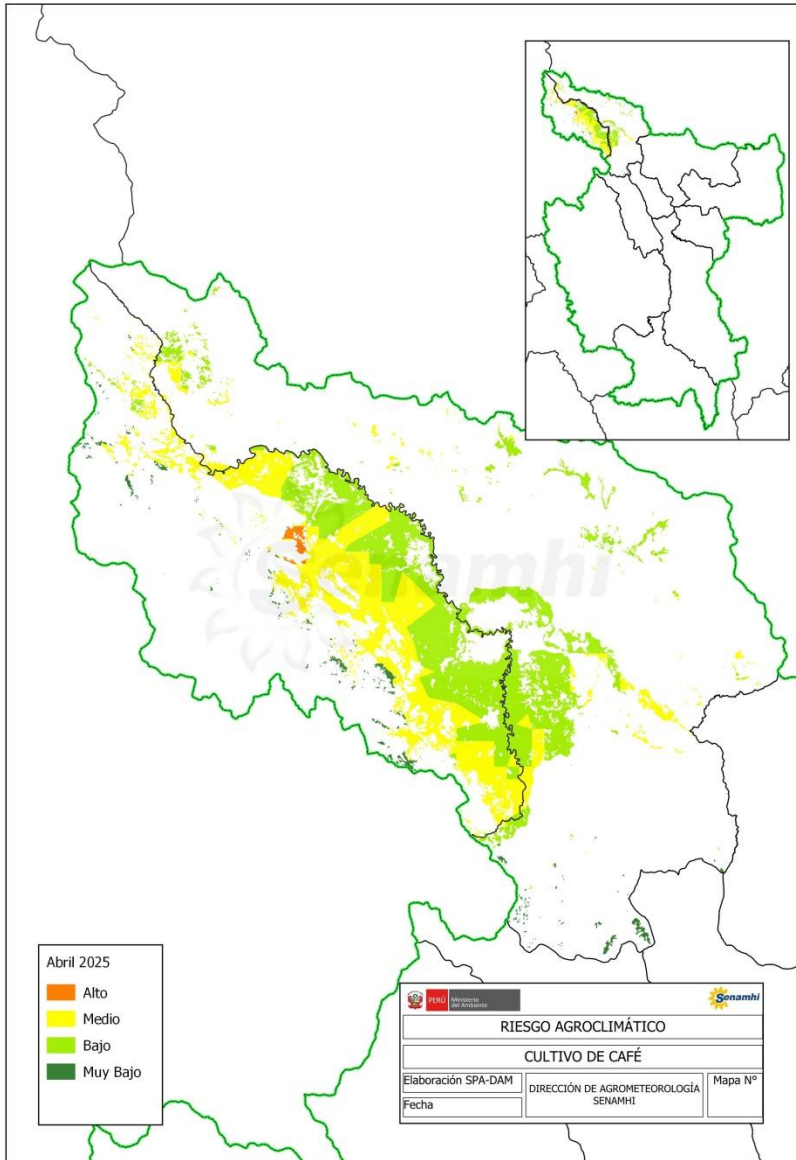 Senamhi
Abril 2025
Alto
Medio
Bajo
Muy Bajo
PERÚ
Ministerio
del Ambiente
Senamhi
RIESGO AGROCLIMÁTICO
CULTIVO DE CAFÉ
Elaboración SPA-DAM
Fecha
DIRECCIÓN DE AGROMETEOROLOGÍA
SENAMHI
Mapa N°